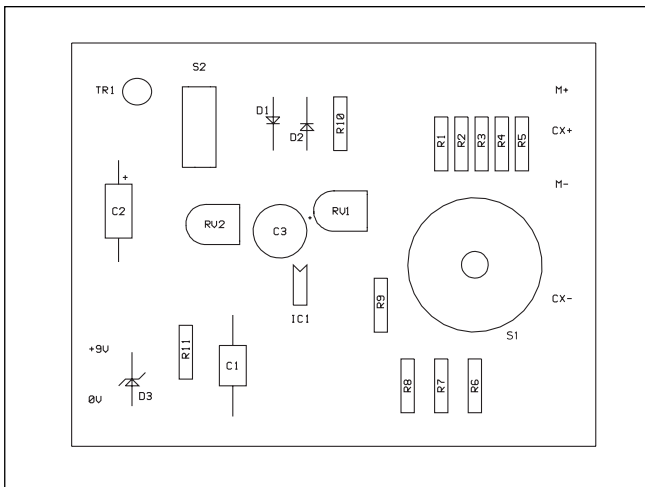 S2
TR1
M+
D1
D2
R10
CX+
R1
R2
R3
R4
R5
+
M-
C2
RV2
C3
+
RV1
IC1
R9
CX-
S1
+9V
R11
C1
0V
D3
R8
R7
R6